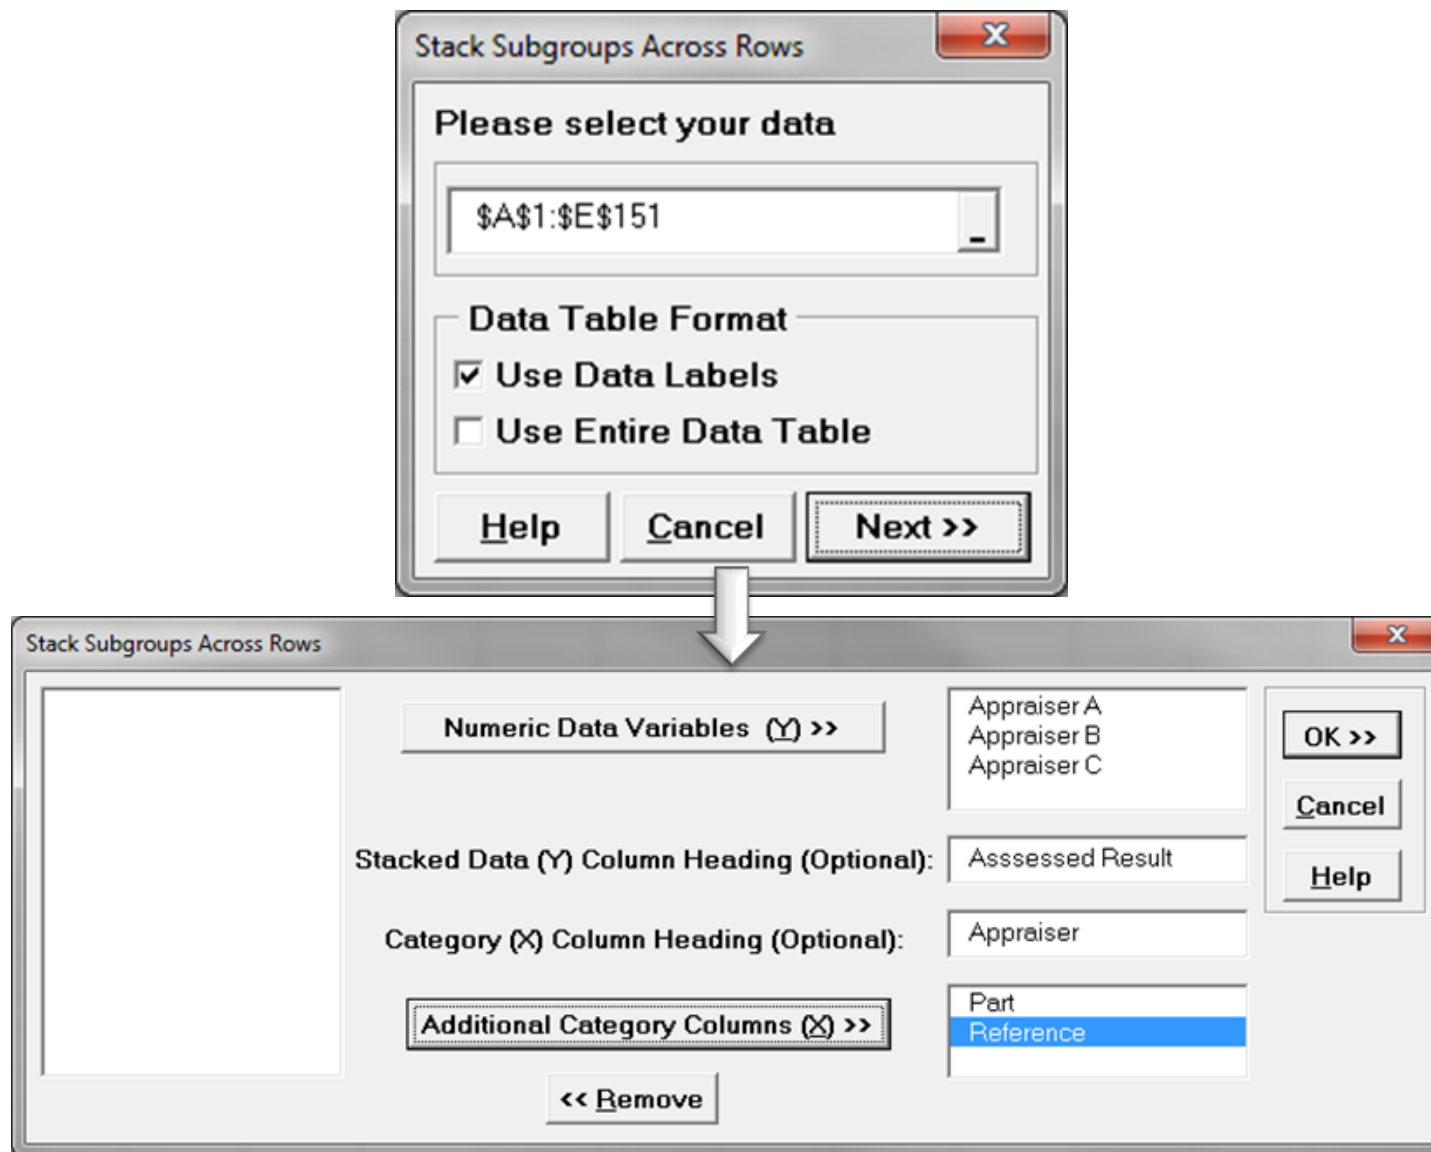 Stack Subgroups Across Rows
Please select your data
$A$1:$E$151
Data Table Format
Use Data Labels
Use Entire Data Table
Help Cancel Next >>
Stack Subgroups Across Rows
Numeric Data Variables (Y) >>
Appraiser A
Appraiser B
Appraiser C
OK >>
Cancel
Stacked Data (Y) Column Heading (Optional): Asssessed Result
Help
Category (X) Column Heading (Optional): Appraiser
Additional Category Columns (X) >>
Part
Reference
<< Remove